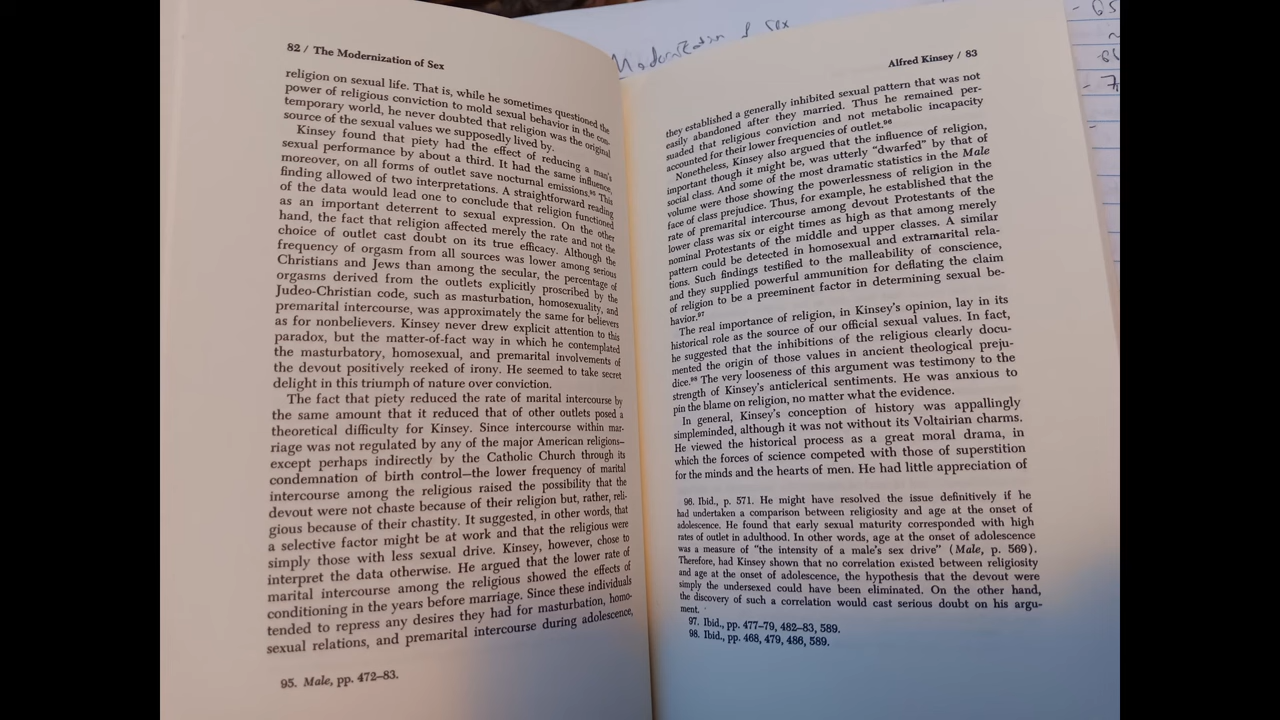 82 / The Modernization of Sex
religion on sexual life. That is, while he sometimes questioned the
power of religious conviction to mold sexual behavior in the con-
temporary world, he never doubted that religion was the original
source of the sexual values we supposedly lived by.
Kinsey found that piety had the effect of reducing a man's
sexual performance by about a third. It had the same influence,
moreover, on all forms of outlet save nocturnal emissions.95 This
finding allowed of two interpretations. A straightforward reading
of the data would lead one to conclude that religion functioned
as an important deterrent to sexual expression. On the other
hand, the fact that religion affected merely the rate and not the
choice of outlet cast doubt on its true efficacy. Although the
frequency of orgasm from all sources was lower among serious
Christians and Jews than among the secular, the percentage of
orgasms derived from the outlets explicitly proscribed by the
Judeo-Christian code, such as masturbation, homosexuality, and
premarital intercourse, was approximately the same for believers
as for nonbelievers. Kinsey never drew explicit attention to this
paradox, but the matter-of-fact way in which he contemplated
the masturbatory, homosexual, and premarital involvements of
the devout positively reeked of irony. He seemed to take secret
delight in this triumph of nature over conviction.
The fact that piety reduced the rate of marital intercourse by
the same amount that it reduced that of other outlets posed a
theoretical difficulty for Kinsey. Since intercourse within mar-
riage was not regulated by any of the major American religions—
except perhaps indirectly by the Catholic Church through its
condemnation of birth control—the lower frequency of marital
intercourse among the religious raised the possibility that the
devout were not chaste because of their religion but, rather, reli-
gious because of their chastity. It suggested, in other words, that
a selective factor might be at work and that the religious were
simply those with less sexual drive. Kinsey, however, chose to
interpret the data otherwise. He argued that the lower rate of
marital intercourse among the religious showed the effects of
conditioning in the years before marriage. Since these individuals
tended to repress any desires they had for masturbation, homo-
sexual relations, and premarital intercourse during adolescence,
95. Male, pp. 472–83.
Modernization of Sex
Alfred Kinsey / 83
they established a generally inhibited sexual pattern that was not
easily abandoned after they married. Thus he remained per-
suaded that religious conviction and not metabolic incapacity
accounted for their lower frequencies of outlet.96
Nonetheless, Kinsey also argued that the influence of religion,
important though it might be, was utterly "dwarfed" by that of
social class. And some of the most dramatic statistics in the Male
volume were those showing the powerlessness of religion in the
face of class prejudice. Thus, for example, he established that the
rate of premarital intercourse among devout Protestants of the
lower class was six or eight times as high as that among merely
nominal Protestants of the middle and upper classes. A similar
pattern could be detected in homosexual and extramarital rela-
tions. Such findings testified to the malleability of conscience,
and they supplied powerful ammunition for deflating the claim
of religion to be a preeminent factor in determining sexual be-
havior.97
The real importance of religion, in Kinsey's opinion, lay in its
historical role as the source of our official sexual values. In fact,
he suggested that the inhibitions of the religious clearly docu-
mented the origin of those values in ancient theological preju-
dice.98 The very looseness of this argument was testimony to the
strength of Kinsey's anticlerical sentiments. He was anxious to
pin the blame on religion, no matter what the evidence.
In general, Kinsey's conception of history was appallingly
simpleminded, although it was not without its Voltairian charms.
He viewed the historical process as a great moral drama, in
which the forces of science competed with those of superstition
for the minds and the hearts of men. He had little appreciation of
96. Ibid., p. 571. He might have resolved the issue definitively if he
had undertaken a comparison between religiosity and age at the onset of
adolescence. He found that early sexual maturity corresponded with high
rates of outlet in adulthood. In other words, age at the onset of adolescence
was a measure of "the intensity of a male's sex drive" (Male, p. 569).
Therefore, had Kinsey shown that no correlation existed between religiosity
and age at the onset of adolescence, the hypothesis that the devout were
simply the undersexed could have been eliminated. On the other hand,
the discovery of such a correlation would cast serious doubt on his argu-
ment.
97. Ibid., pp. 477–79, 482–83, 589.
98. Ibid., pp. 468, 479, 486, 589.